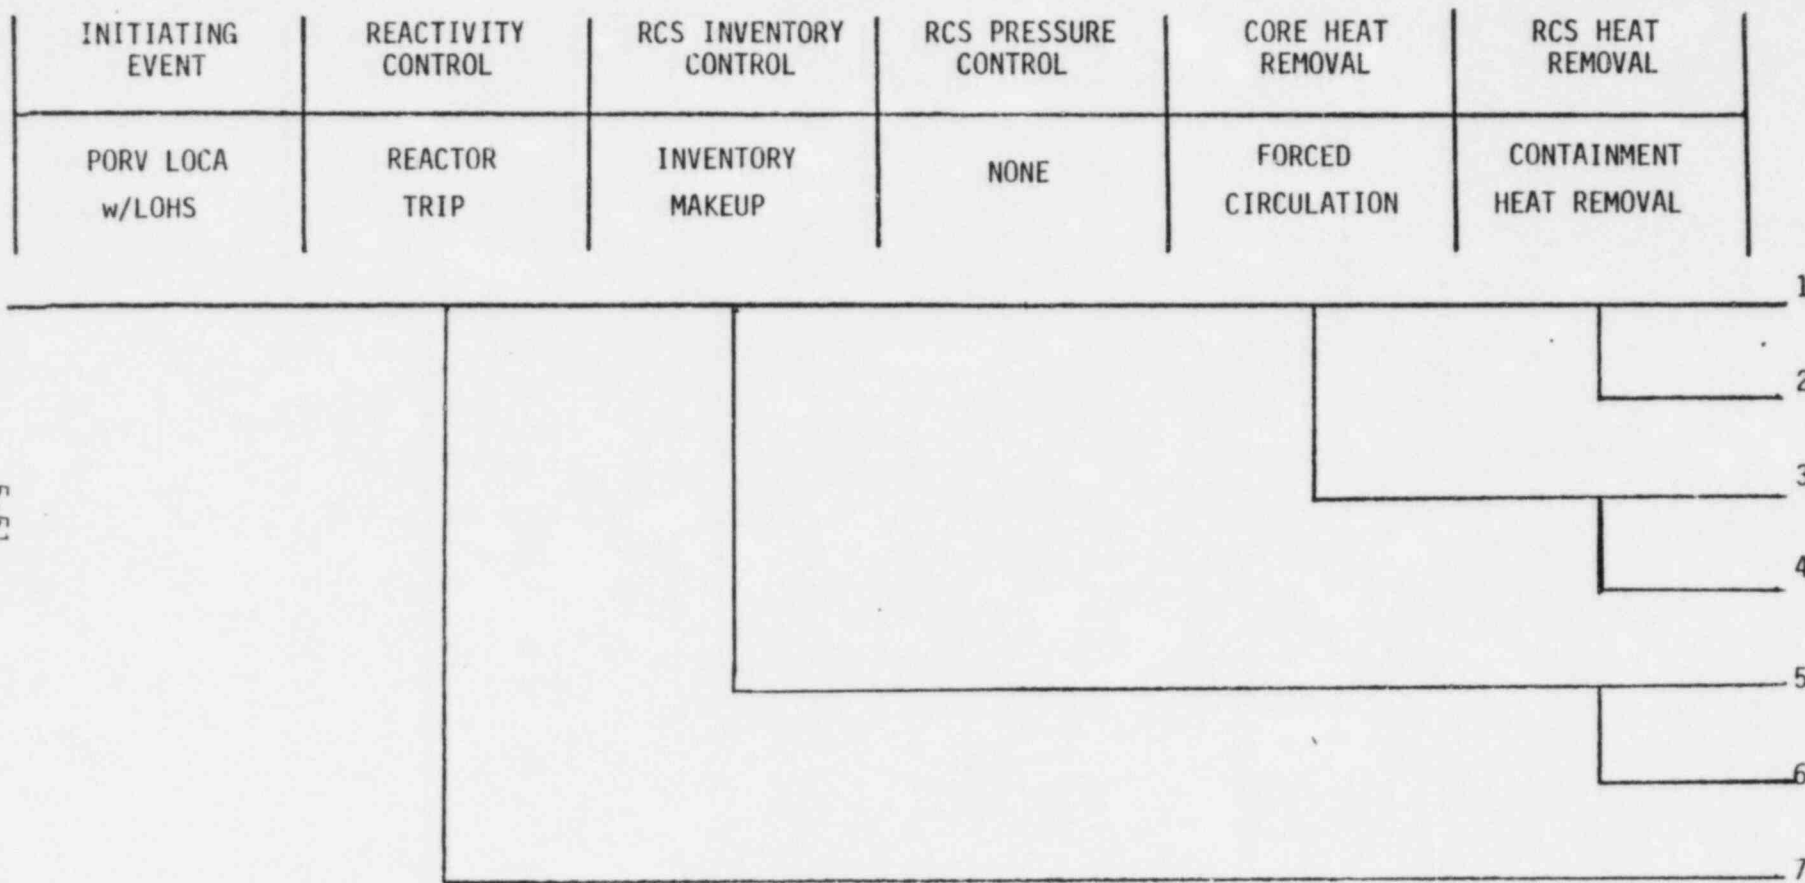 INITIATING
EVENT
REACTIVITY
CONTROL
RCS INVENTORY
CONTROL
RCS PRESSURE
CONTROL
CORE HEAT
REMOVAL
RCS HEAT
REMOVAL
PORV LOCA
w/LOHS
REACTOR
TRIP
INVENTORY
MAKEUP
NONE
FORCED
CIRCULATION
CONTAINMENT
HEAT REMOVAL
1
2
3
4
5
6
7